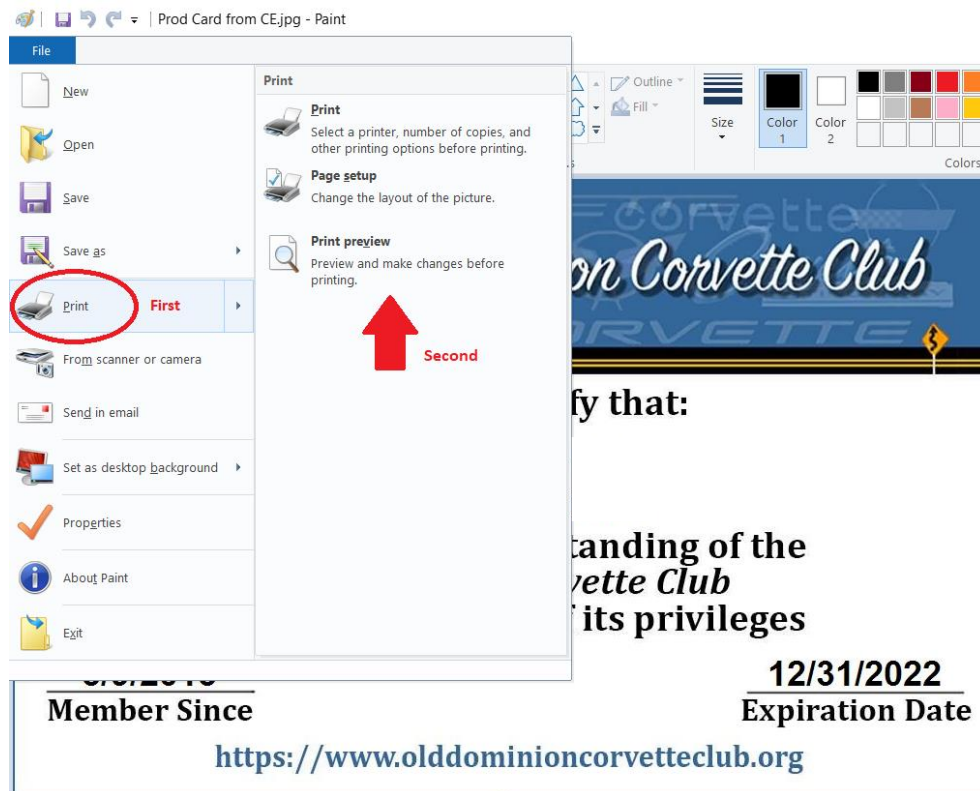 Prod Card from CE.jpg - Paint
File
New
Open
Save
Save as
Print
First
From scanner or camera
Send in email
Set as desktop background
Properties
About Paint
Exit
Print
Print
Select a printer, number of copies, and
other printing options before printing.
Page setup
Change the layout of the picture.
Print preview
Preview and make changes before
printing.
Second
Outline
Fill
Size
Color
1
Color
2
Colors
corvette
on Corvette Club
CORVETTE
fy that:
tanding of the
vette Club
its privileges
12/31/2022
Member Since
Expiration Date
https://www.olddominioncorvetteclub.org